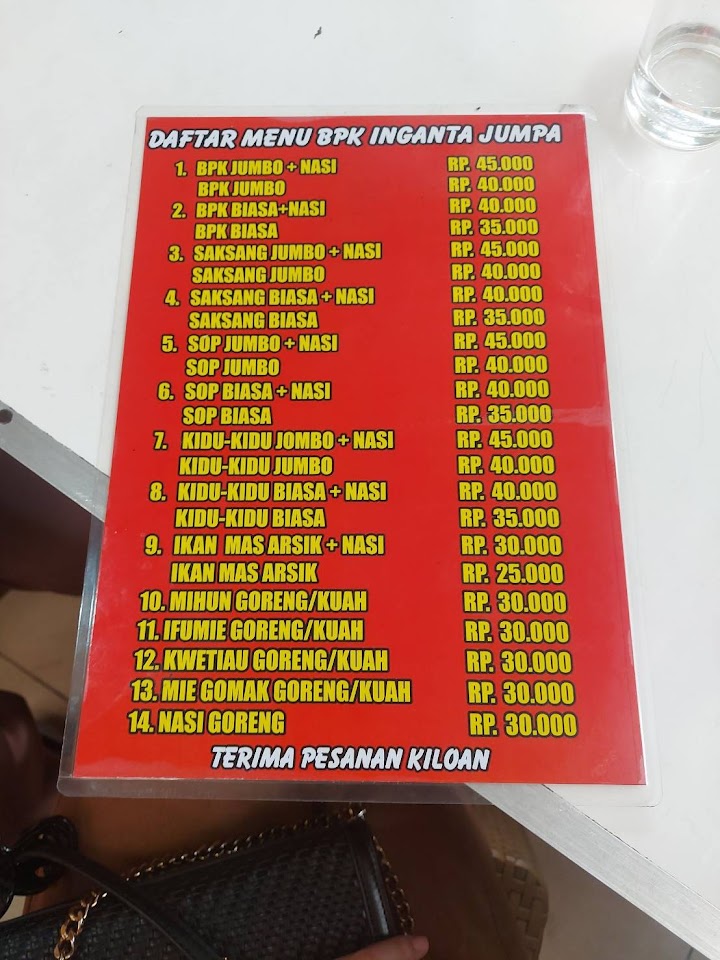 DAFTAR MENU BPK INGANTA JUMPA
1. BPK JUMBO + NASI RP. 45.000
BPK JUMBO RP. 40.000
2. BPK BIASA+NASI RP. 40.000
BPK BIASA RP. 35.000
3. SAKSANG JUMBO + NASI RP. 45.000
SAKSANG JUMBO RP. 40.000
4. SAKSANG BIASA + NASI RP. 40.000
SAKSANG BIASA RP. 35.000
5. SOP JUMBO + NASI RP. 45.000
SOP JUMBO RP. 40.000
6. SOP BIASA + NASI RP. 40.000
SOP BIASA RP. 35.000
7. KIDU-KIDU JOMBO + NASI RP. 45.000
KIDU-KIDU JUMBO RP. 40.000
8. KIDU-KIDU BIASA + NASI RP. 40.000
KIDU-KIDU BIASA RP. 35.000
9. IKAN MAS ARSIK + NASI RP. 30.000
IKAN MAS ARSIK RP. 25.000
10. MIHUN GORENG/KUAH RP. 30.000
11. IFUMIE GORENG/KUAH RP. 30.000
12. KWETIAU GORENG/KUAH RP. 30.000
13. MIE GOMAK GORENG/KUAH RP. 30.000
14. NASI GORENG RP. 30.000
TERIMA PESANAN KILOAN